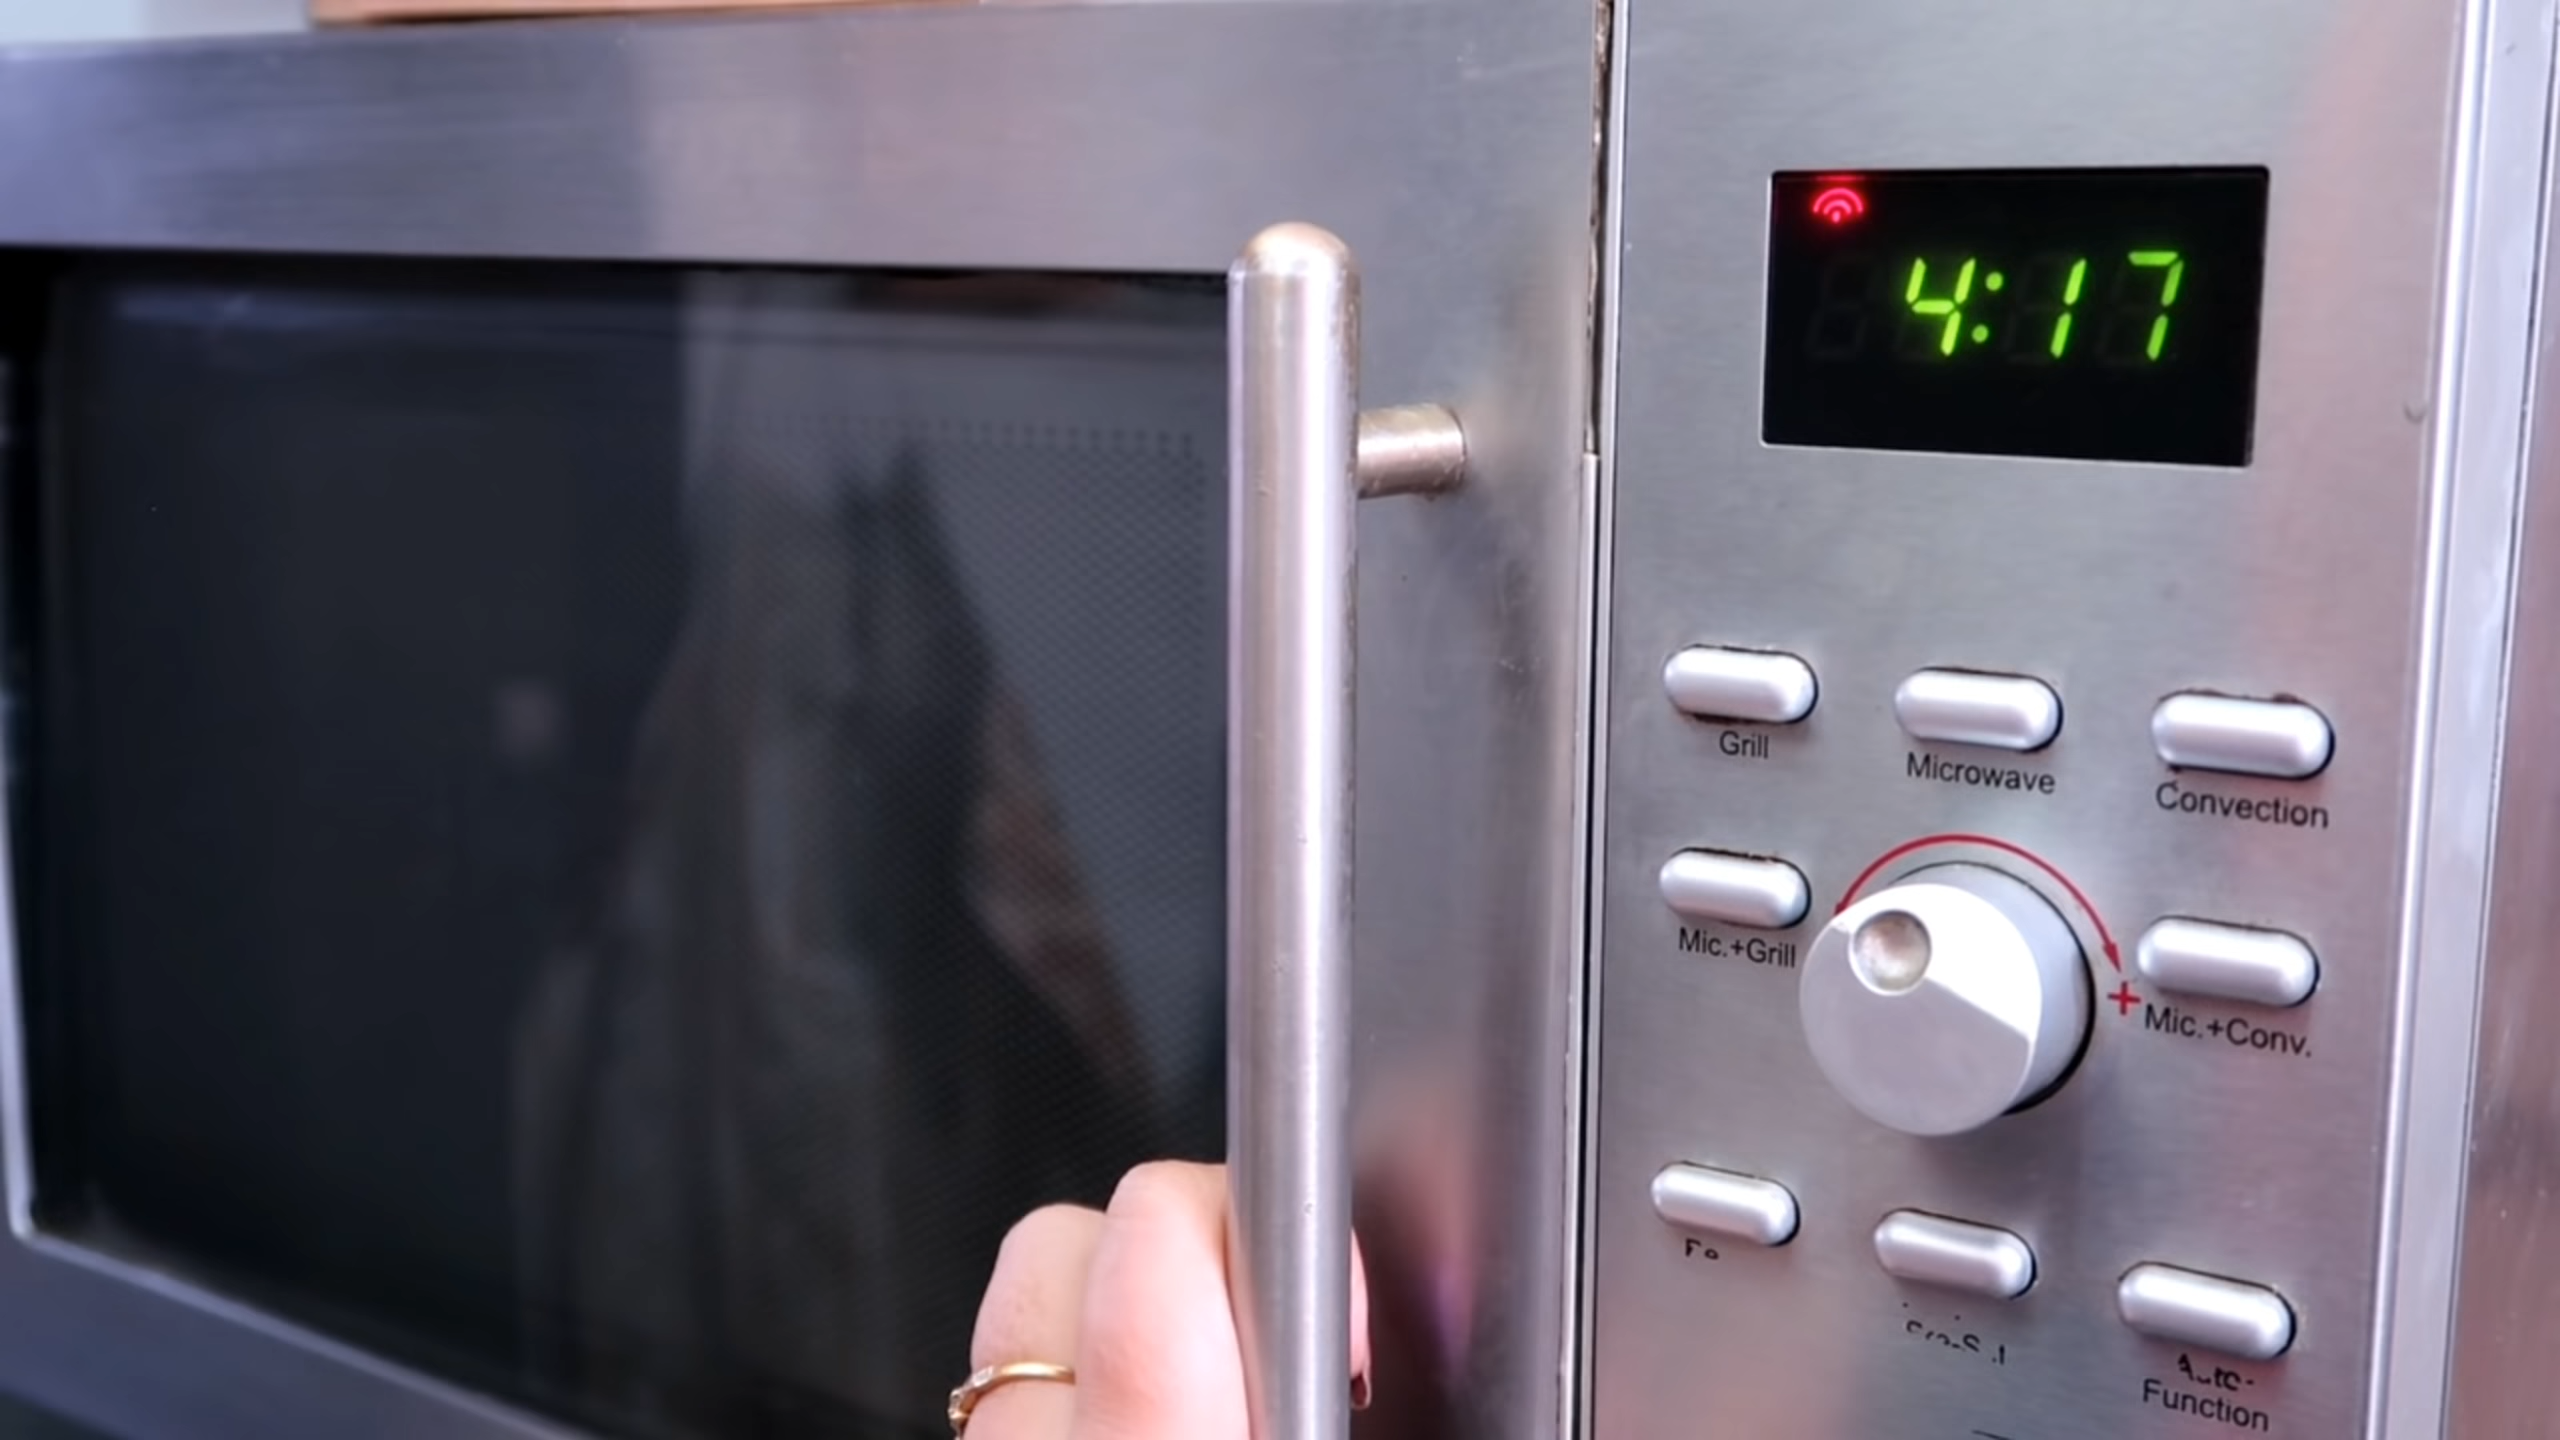 4:17
Grill
Microwave
Convection
Mic.+Grill
+
Mic.+Conv.
Function